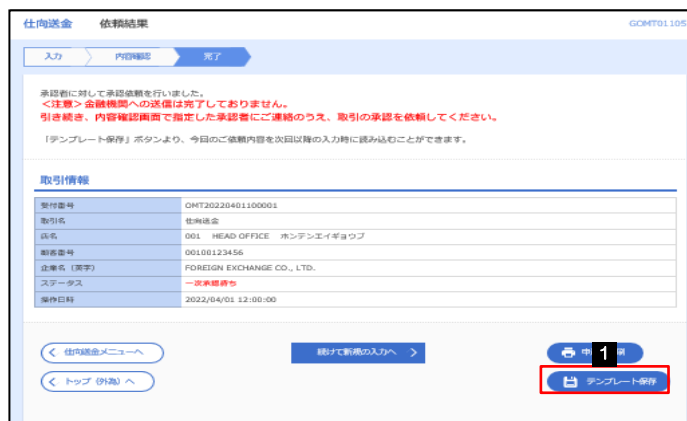 仕向送金 依頼結果 GOMT01105
入力 内容確認 完了
承認者に対して承認依頼を行いました。
＜注意＞金融機関への送信は完了しておりません。
引き続き、内容確認画面で指定した承認者にご連絡のうえ、取引の承認を依頼してください。
「テンプレート保存」ボタンより、今回のご依頼内容を次回以降の入力時に読み込むことができます。
取引情報
受付番号 OMT20220401100001
取引名 仕向送金
店名 001 HEAD OFFICE ホンテンエイギョウブ
顧客番号 00100123456
企業名（英字） FOREIGN EXCHANGE CO., LTD.
ステータス 一次承認待ち
操作日時 2022/04/01 12:00:00
仕向送金メニューへ 続けて新規の入力へ 1
トップ（外為）へ テンプレート保存